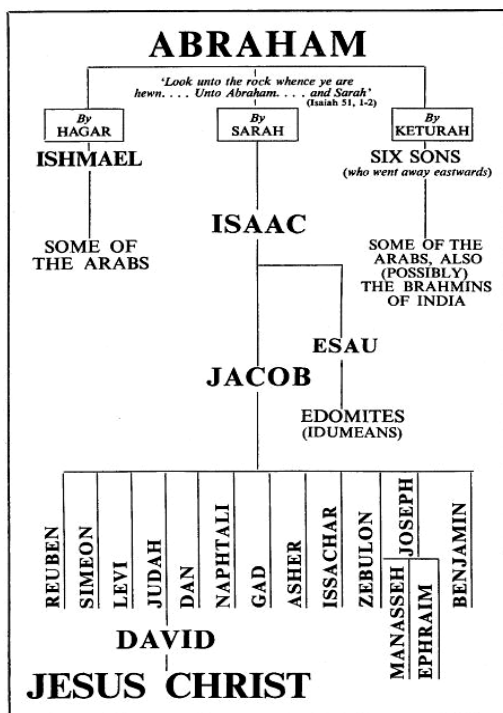 ABRAHAM
'Look unto the rock whence ye are
hewn. . . . Unto Abraham. . . . and Sarah'
(Isaiah 51, 1-2)
By
HAGAR
ISHMAEL
SOME OF
THE ARABS
By
SARAH
ISAAC
By
KETURAH
SIX SONS
(who went away eastwards)
SOME OF THE
ARABS, ALSO
(POSSIBLY)
THE BRAHMINS
OF INDIA
JACOB
ESAU
EDOMITES
(IDUMEANS)
REUBEN
SIMEON
LEVI
JUDAH
DAN
NAPHTALI
GAD
ASHER
ISSACHAR
ZEBULON
JOSEPH
MANASSEH
EPHRAIM
BENJAMIN
DAVID
JESUS CHRIST